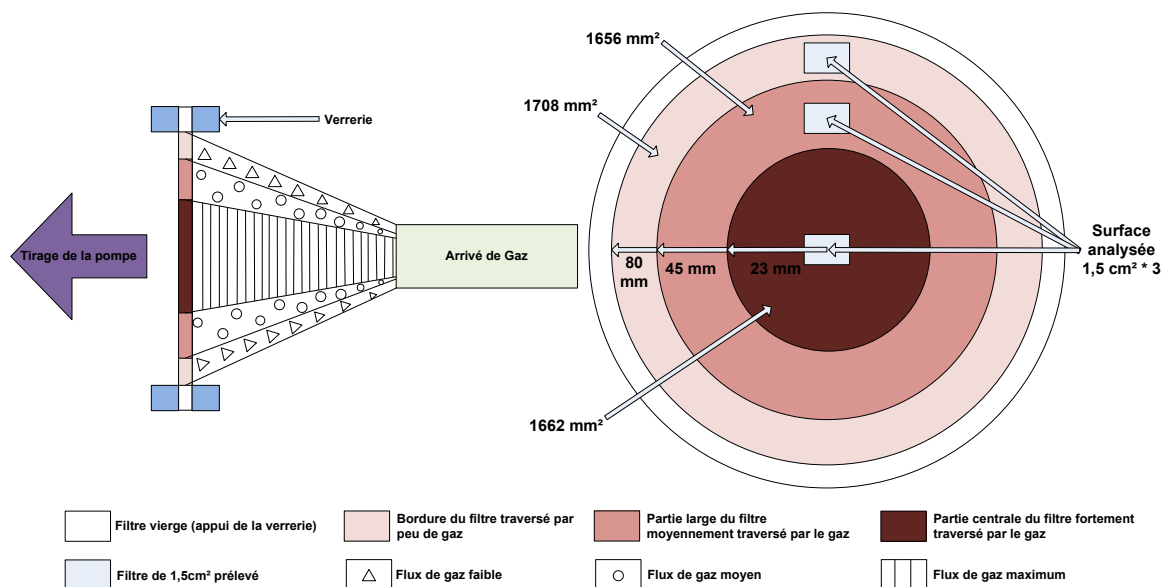 1656 mm²
1708 mm²
Verrerie
Tirage de la pompe
Arrivé de Gaz
80
mm
45 mm
23 mm
Surface
analysée
1,5 cm² * 3
1662 mm²
Filtre vierge (appui de la verrerie)
Bordure du filtre traversé par
peu de gaz
Partie large du filtre
moyennement traversé par le gaz
Partie centrale du filtre fortement
traversé par le gaz
Filtre de 1,5cm² prélevé
Flux de gaz faible
Flux de gaz moyen
Flux de gaz maximum